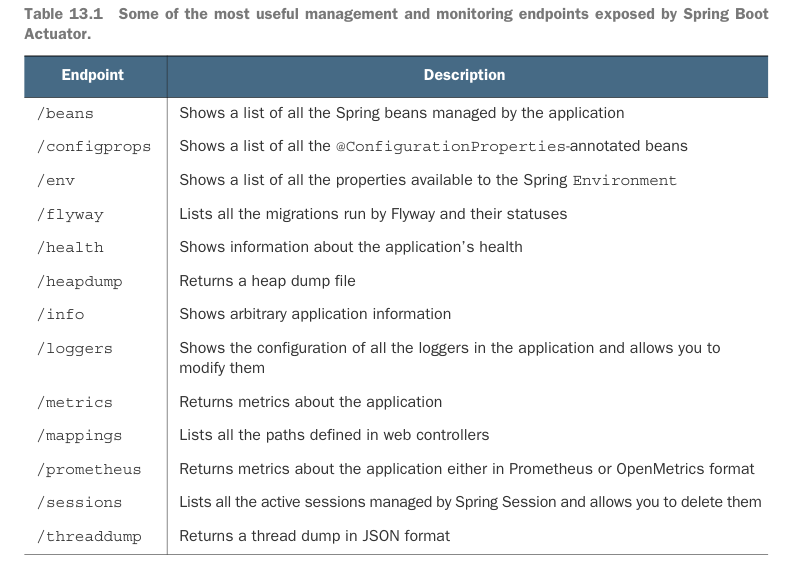 Table 13.1 Some of the most useful management and monitoring endpoints exposed by Spring Boot
Actuator.
Endpoint Description
/beans Shows a list of all the Spring beans managed by the application
/configprops Shows a list of all the @ConfigurationProperties-annotated beans
/env Shows a list of all the properties available to the Spring Environment
/flyway Lists all the migrations run by Flyway and their statuses
/health Shows information about the application's health
/heapdump Returns a heap dump file
/info Shows arbitrary application information
/loggers Shows the configuration of all the loggers in the application and allows you to
modify them
/metrics Returns metrics about the application
/mappings Lists all the paths defined in web controllers
/prometheus Returns metrics about the application either in Prometheus or OpenMetrics format
/sessions Lists all the active sessions managed by Spring Session and allows you to delete them
/threaddump Returns a thread dump in JSON format